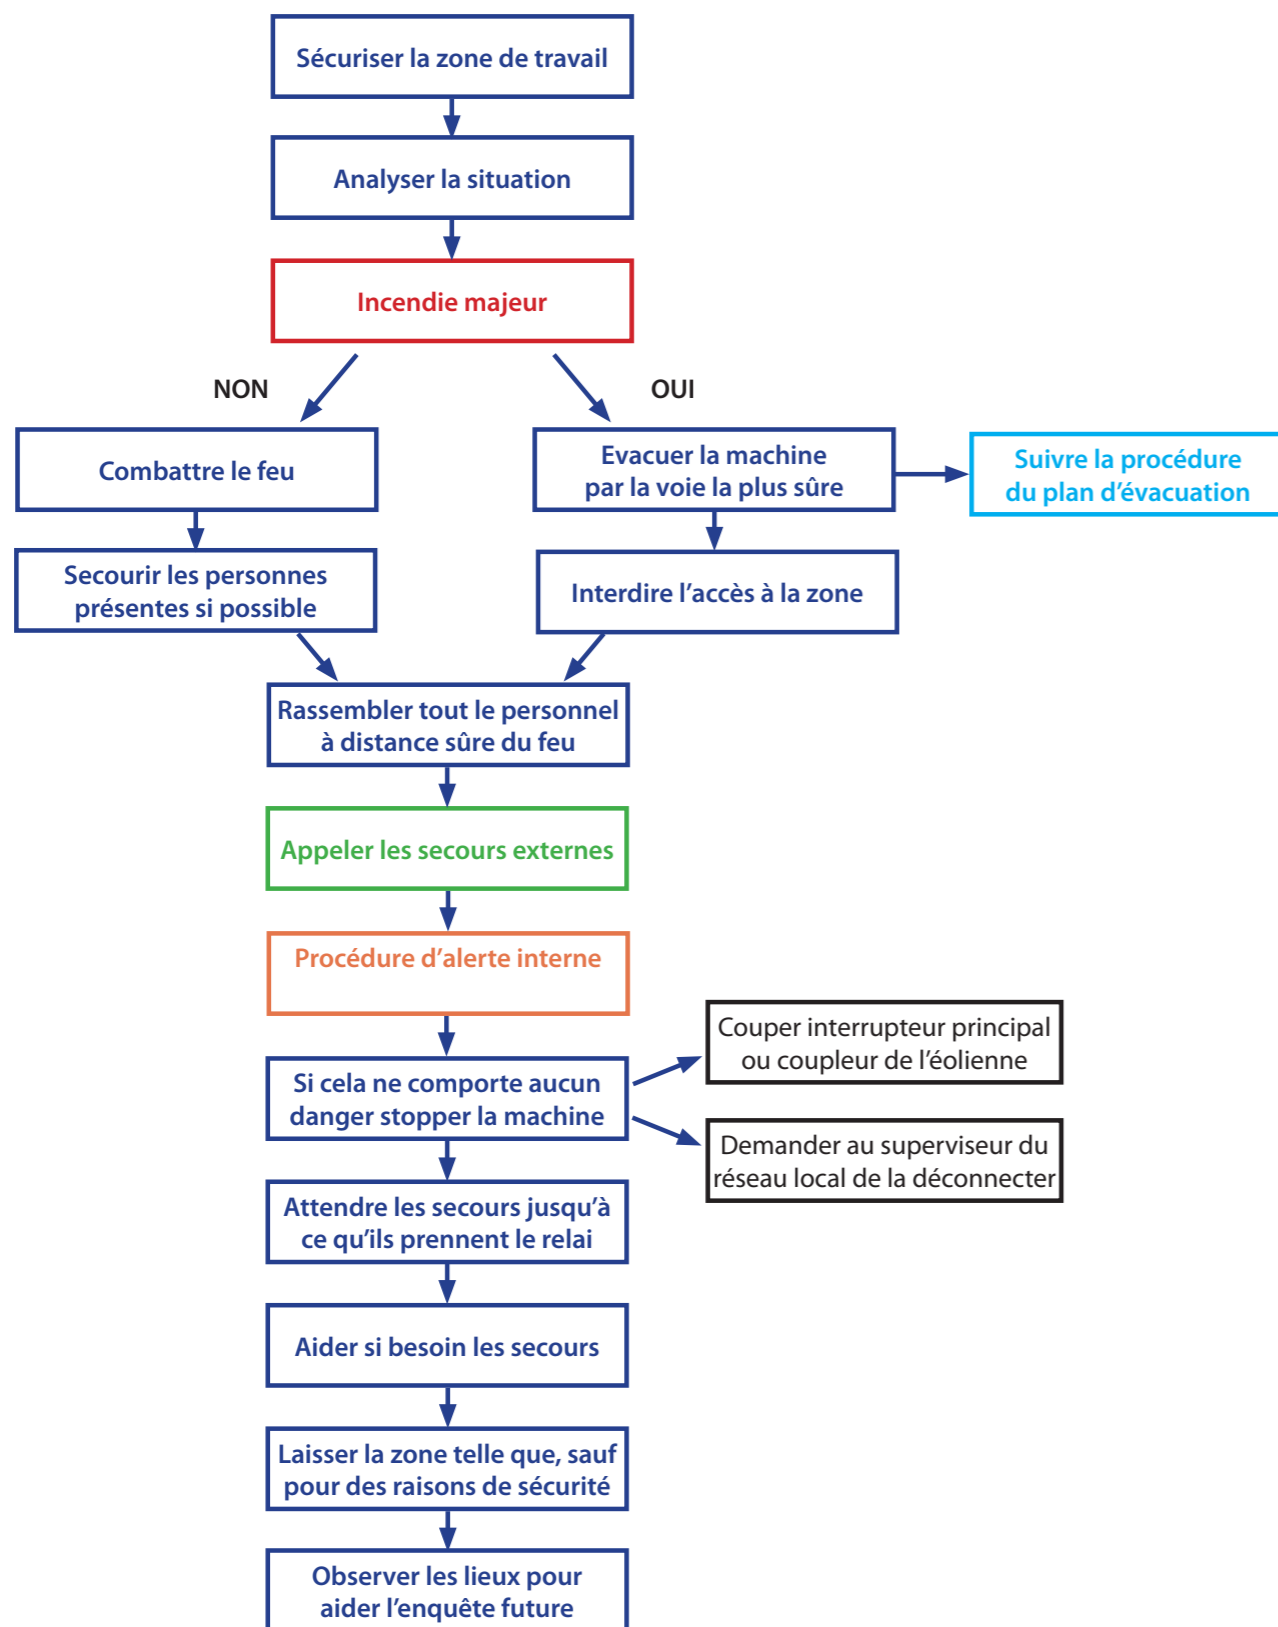 Sécuriser la zone de travail
Analyser la situation
Incendie majeur
NON
OUI
Combattre le feu
Evacuer la machine
par la voie la plus sûre
Suivre la procédure
du plan d'évacuation
Secourir les personnes
présentes si possible
Interdire l'accès à la zone
Rassembler tout le personnel
à distance sûre du feu
Appeler les secours externes
Procédure d'alerte interne
Si cela ne comporte aucun
danger stopper la machine
Couper interrupteur principal
ou coupleur de l'éolienne
Demander au superviseur du
réseau local de la déconnecter
Attendre les secours jusqu'à
ce qu'ils prennent le relai
Aider si besoin les secours
Laisser la zone telle que, sauf
pour des raisons de sécurité
Observer les lieux pour
aider l'enquête future